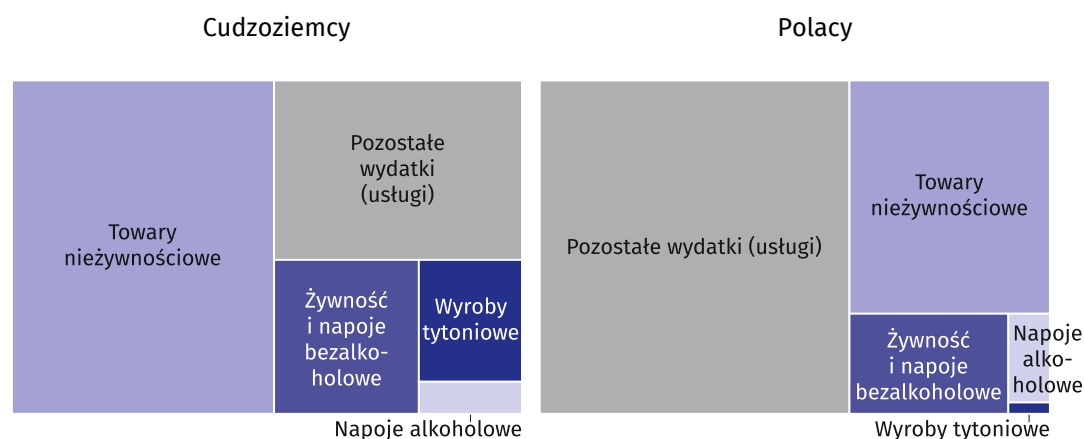 Cudzoziemcy
Polacy
Towary
nieżywnościowe
Pozostałe
wydatki
(usługi)
Żywność
i napoje
bezalko-
holowe
Wyroby
tytoniowe
Napoje alkoholowe
Pozostałe wydatki (usługi)
Towary
nieżywnościowe
Żywność
i napoje
bezalkoholowe
Napoje
alko-
holowe
Wyroby tytoniowe